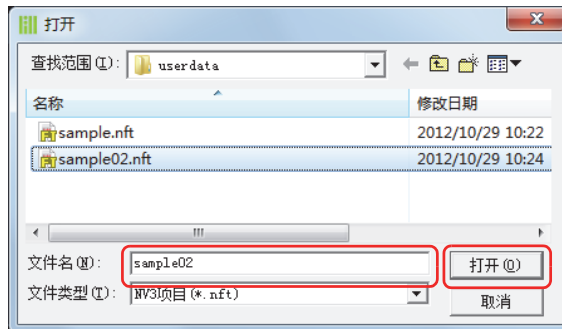 打开
查找范围(I): userdata
名称 修改日期
sample.nft 2012/10/29 10:22
sample02.nft 2012/10/29 10:24
文件名(N): sample02 打开(O)
文件类型(T): NV3项目(*.nft) 取消